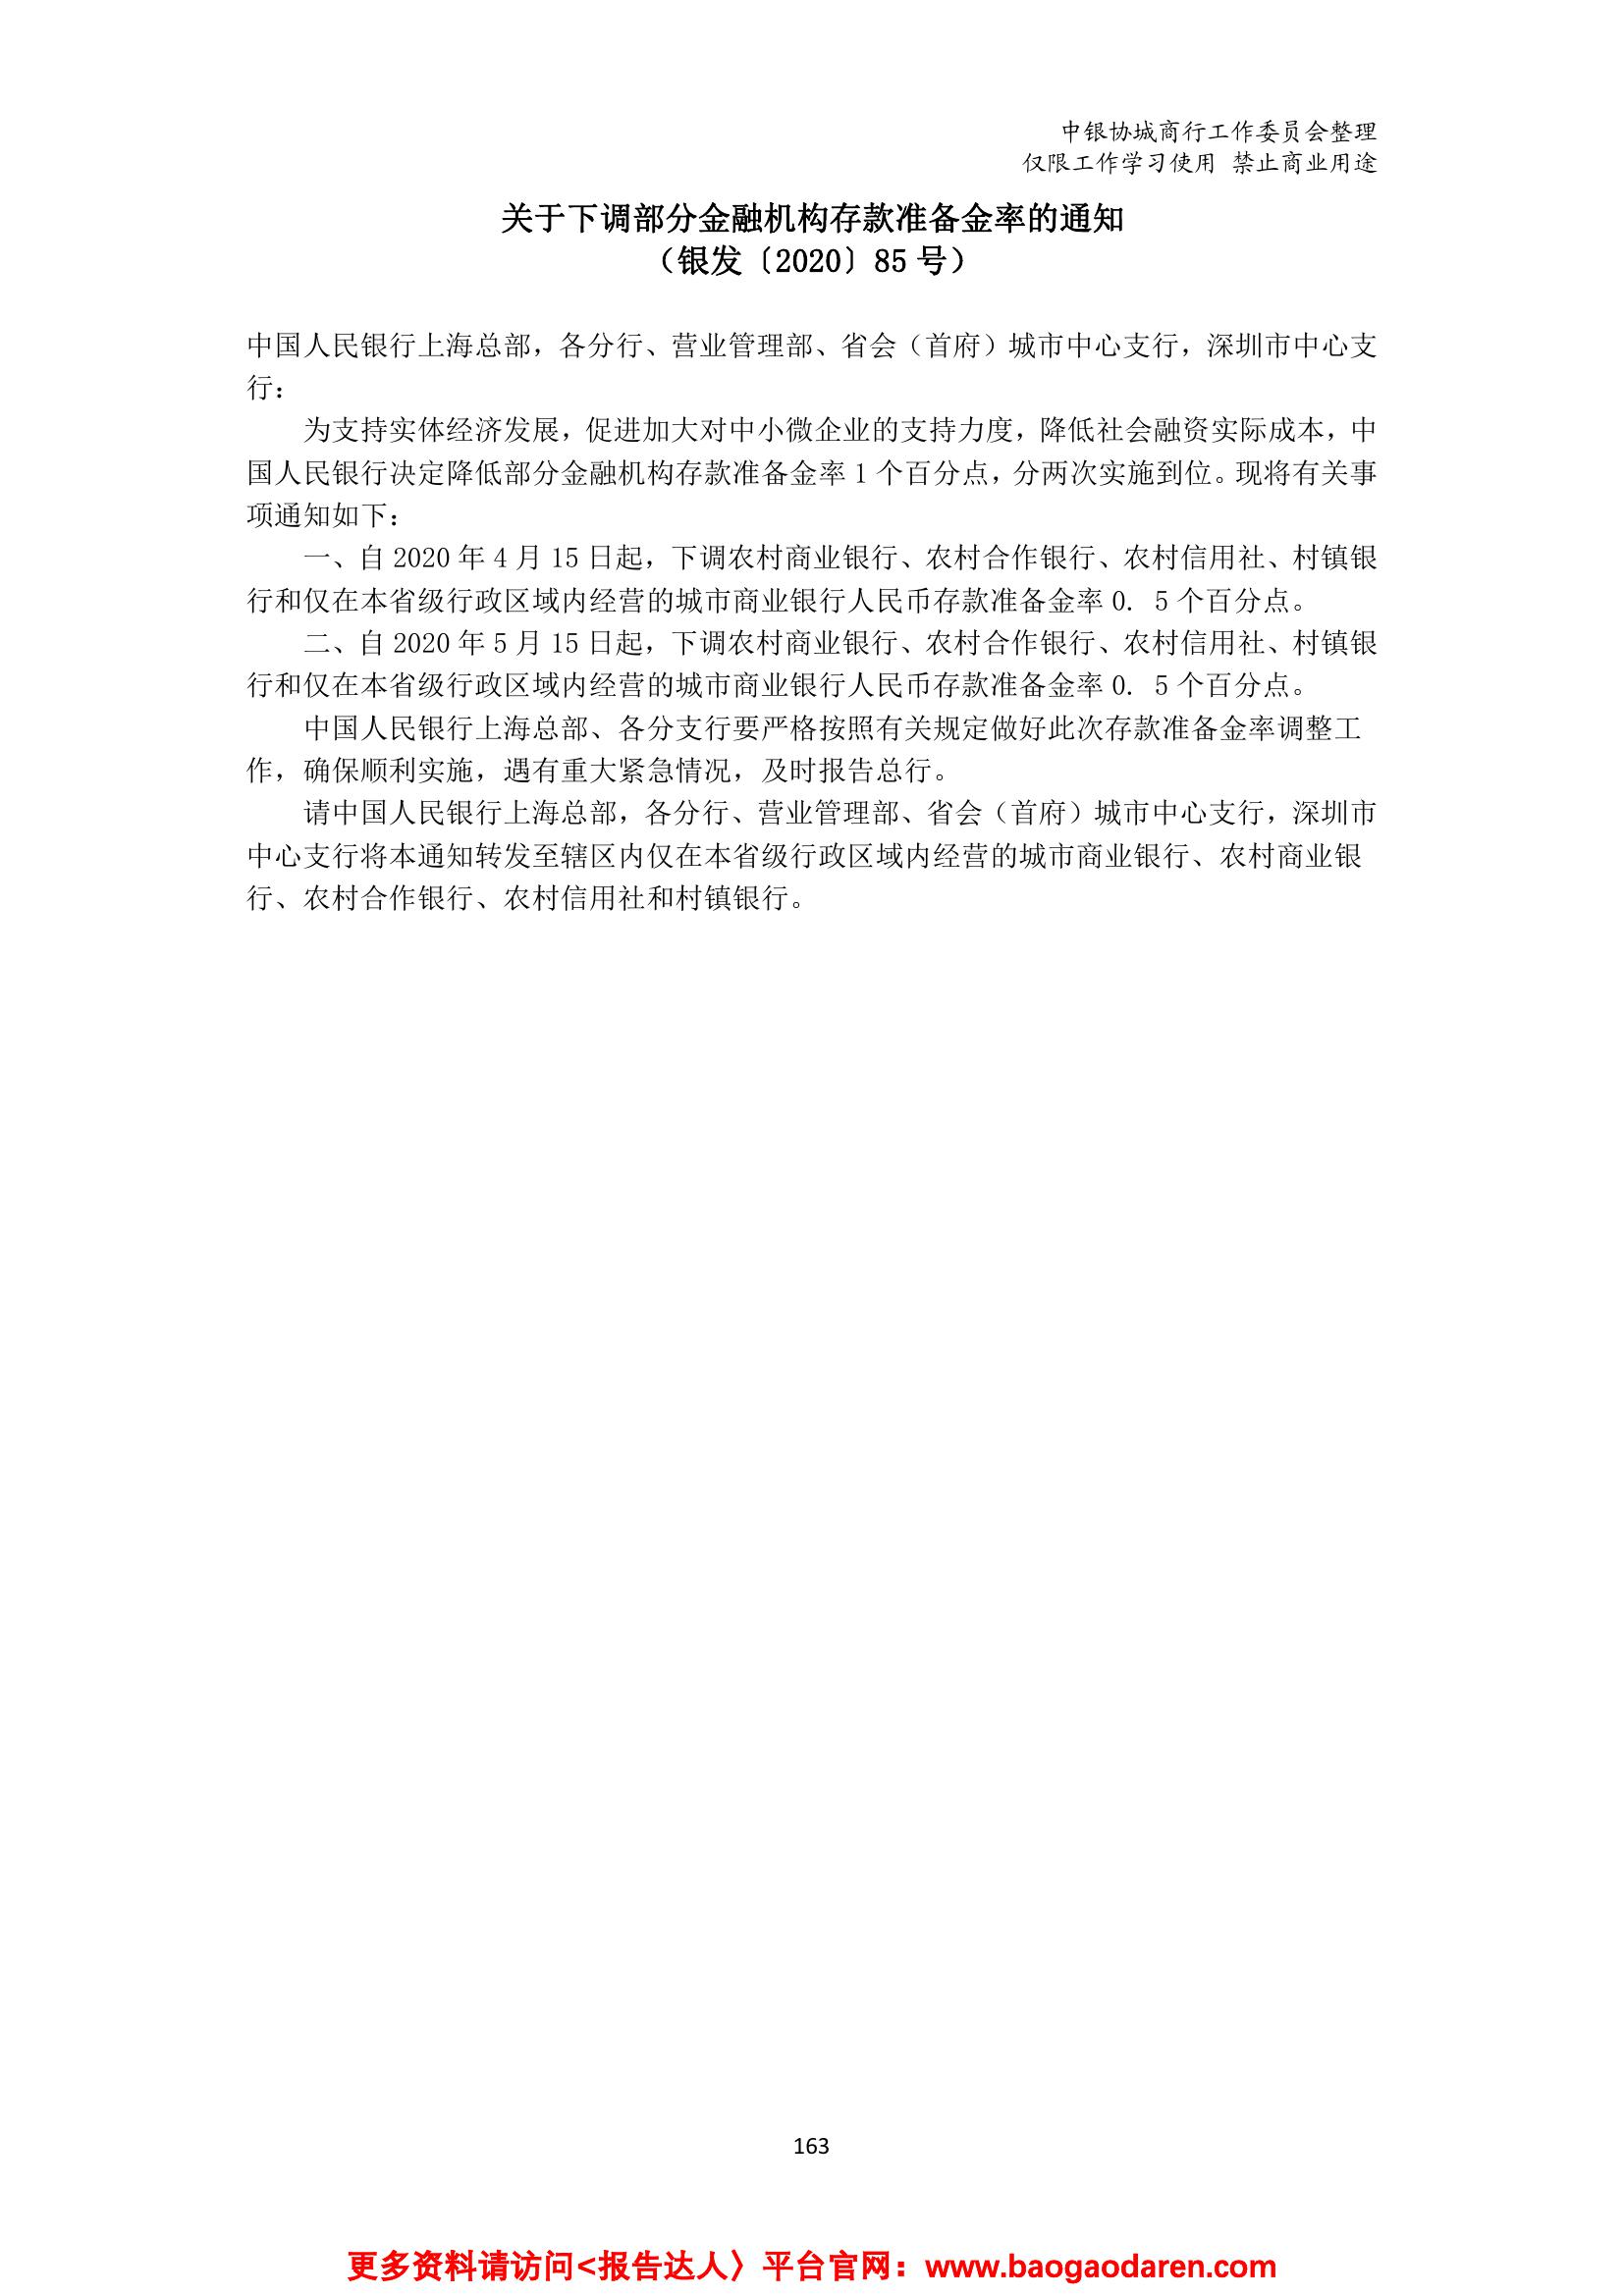 中银协城商行工作委员会整理
仅限工作学习使用 禁止商业用途
关于下调部分金融机构存款准备金率的通知
（银发〔2020〕85 号）
中国人民银行上海总部，各分行、营业管理部、省会（首府）城市中心支行，深圳市中心支
行：
为支持实体经济发展，促进加大对中小微企业的支持力度，降低社会融资实际成本，中
国人民银行决定降低部分金融机构存款准备金率 1 个百分点，分两次实施到位。现将有关事
项通知如下：
一、自 2020 年 4 月 15 日起，下调农村商业银行、农村合作银行、农村信用社、村镇银
行和仅在本省级行政区域内经营的城市商业银行人民币存款准备金率 0. 5 个百分点。
二、自 2020 年 5 月 15 日起，下调农村商业银行、农村合作银行、农村信用社、村镇银
行和仅在本省级行政区域内经营的城市商业银行人民币存款准备金率 0. 5 个百分点。
中国人民银行上海总部、各分支行要严格按照有关规定做好此次存款准备金率调整工
作，确保顺利实施，遇有重大紧急情况，及时报告总行。
请中国人民银行上海总部，各分行、营业管理部、省会（首府）城市中心支行，深圳市
中心支行将本通知转发至辖区内仅在本省级行政区域内经营的城市商业银行、农村商业银
行、农村合作银行、农村信用社和村镇银行。
163
更多资料请访问<报告达人〉平台官网：www.baogaodaren.com